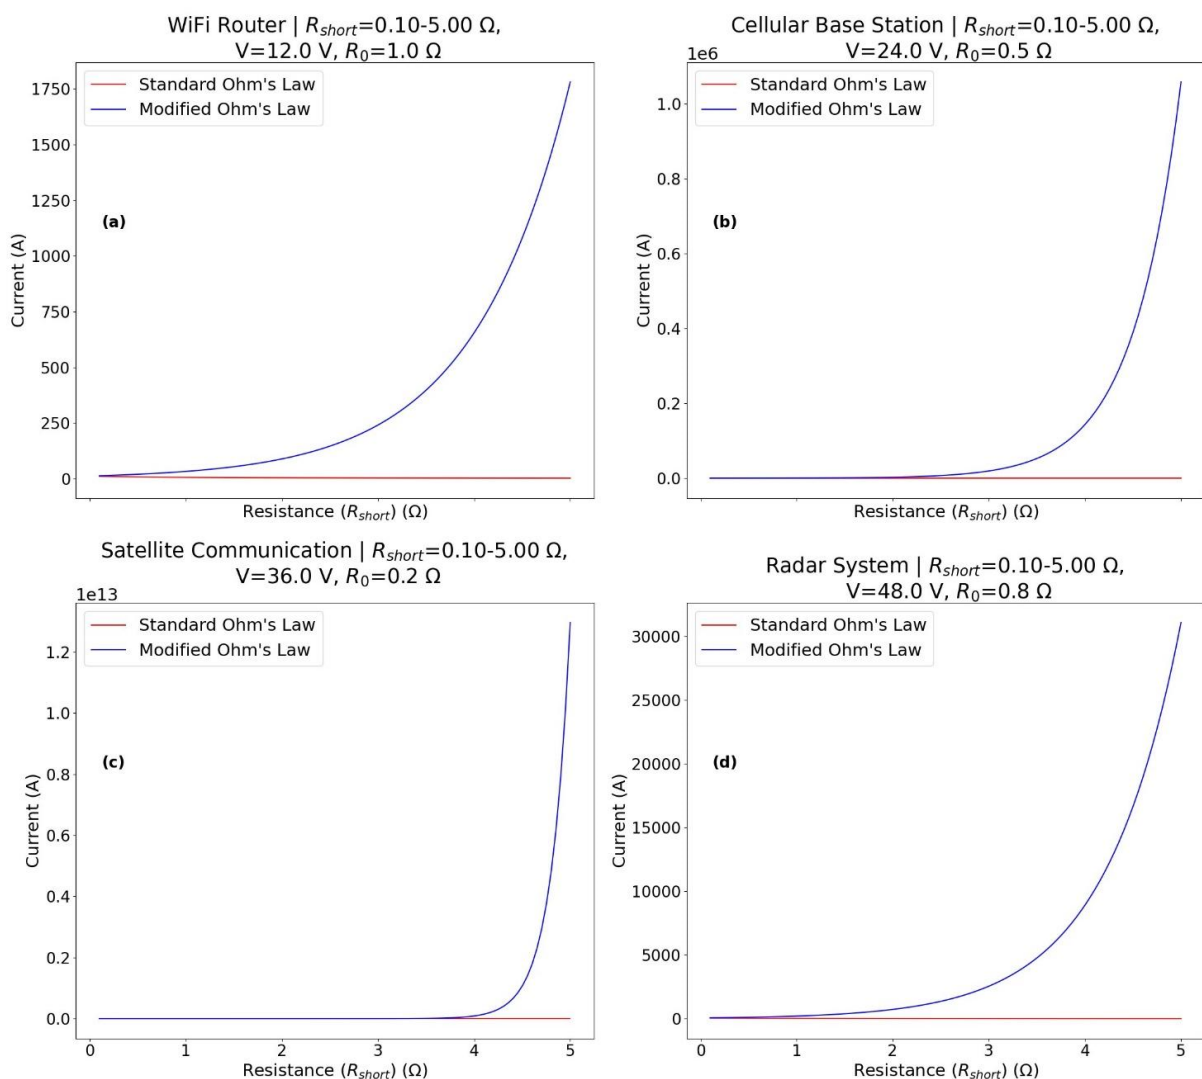 WiFi Router | R_short=0.10-5.00 Ω,
V=12.0 V, R_0=1.0 Ω
Standard Ohm's Law
Modified Ohm's Law
(a)
1750
1500
1250
1000
750
500
250
0
Current (A)
Resistance (R_short) (Ω)
Cellular Base Station | R_short=0.10-5.00 Ω,
V=24.0 V, R_0=0.5 Ω
1e6
Standard Ohm's Law
Modified Ohm's Law
(b)
1.0
0.8
0.6
0.4
0.2
0.0
Current (A)
Resistance (R_short) (Ω)
Satellite Communication | R_short=0.10-5.00 Ω,
V=36.0 V, R_0=0.2 Ω
1e13
Standard Ohm's Law
Modified Ohm's Law
(c)
1.2
1.0
0.8
0.6
0.4
0.2
0.0
Current (A)
0 1 2 3 4 5
Resistance (R_short) (Ω)
Radar System | R_short=0.10-5.00 Ω,
V=48.0 V, R_0=0.8 Ω
Standard Ohm's Law
Modified Ohm's Law
(d)
30000
25000
20000
15000
10000
5000
0
Current (A)
0 1 2 3 4 5
Resistance (R_short) (Ω)